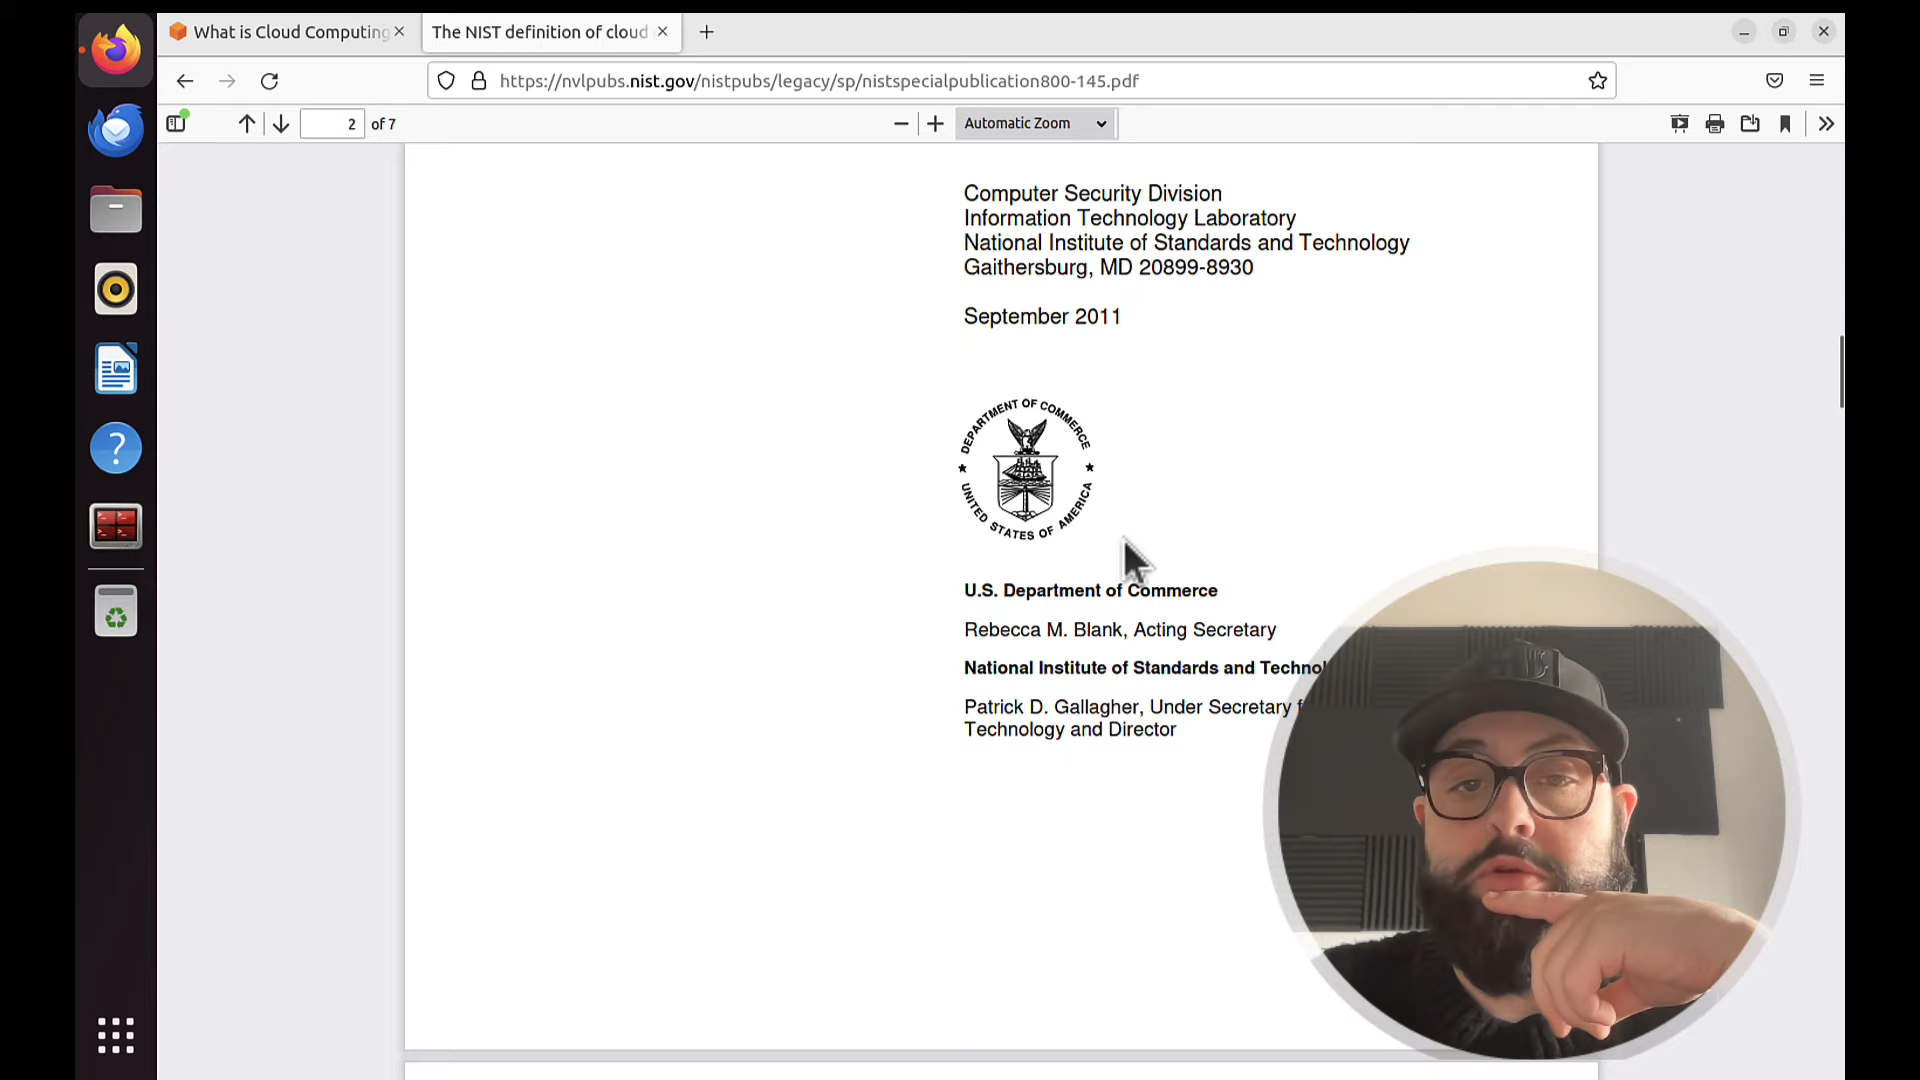 What is Cloud Computing
The NIST definition of cloud
https://nvlpubs.nist.gov/nistpubs/legacy/sp/nistspecialpublication800-145.pdf
2 of 7
Automatic Zoom
Computer Security Division
Information Technology Laboratory
National Institute of Standards and Technology
Gaithersburg, MD 20899-8930
September 2011
DEPARTMENT OF COMMERCE
UNITED STATES OF AMERICA
U.S. Department of Commerce
Rebecca M. Blank, Acting Secretary
National Institute of Standards and Technol
Patrick D. Gallagher, Under Secretary f
Technology and Director